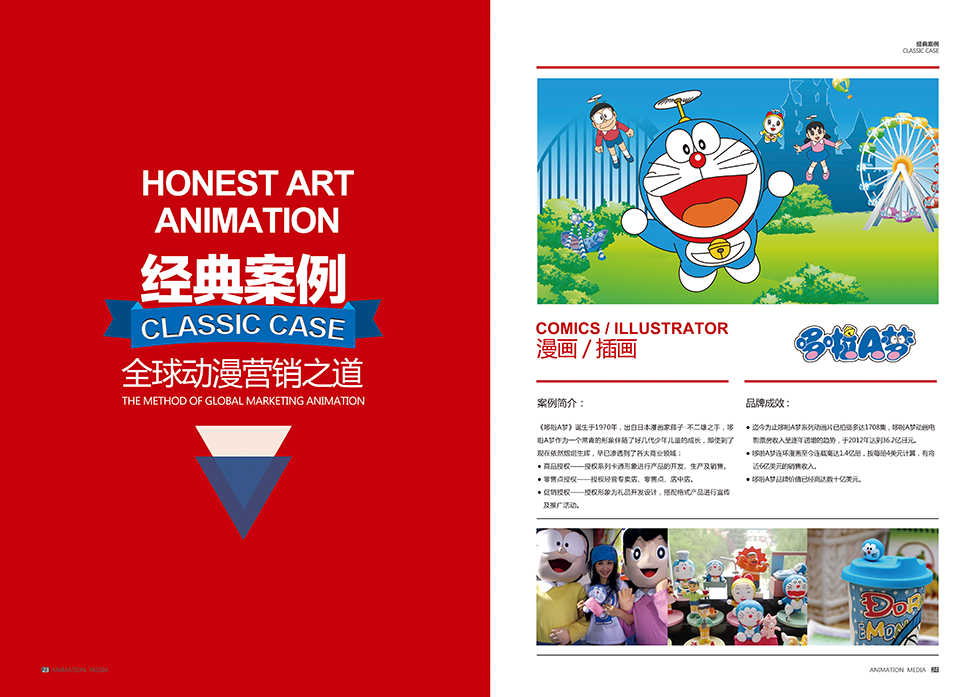 HONEST ART
ANIMATION
经典案例
CLASSIC CASE
全球动漫营销之道
THE METHOD OF GLOBAL MARKETING ANIMATION
23 ANIMATION MEDIA
经典案例
CLASSIC CASE
COMICS / ILLUSTRATOR
漫画 / 插画
哆啦A梦
案例简介：
《哆啦A梦》诞生于1970年，出自日本漫画家藤子·不二雄之手，哆
啦A梦作为一个常青的形象伴随了好几代少年儿童的成长，即使到了
现在依然熠熠生辉，早已渗透到了各大商业领域：
● 商品授权——授权系列卡通形象进行产品的开发、生产及销售。
● 零售点授权——授权经营专卖店、零售点、店中店。
● 促销授权——授权形象为礼品开发设计，搭配格式产品进行宣传
及推广活动。
品牌成效：
● 迄今为止哆啦A梦系列动画片已拍摄多达1708集，哆啦A梦动画电
影票房收入呈逐年递增的趋势，于2012年达到36.2亿日元。
● 哆啦A梦连环漫画至今连载高达1.4亿册，按每册4美元计算，有将
近6亿美元的销售收入。
● 哆啦A梦品牌价值已经高达数十亿美元。
DOR
EMON
ANIMATION MEDIA 24